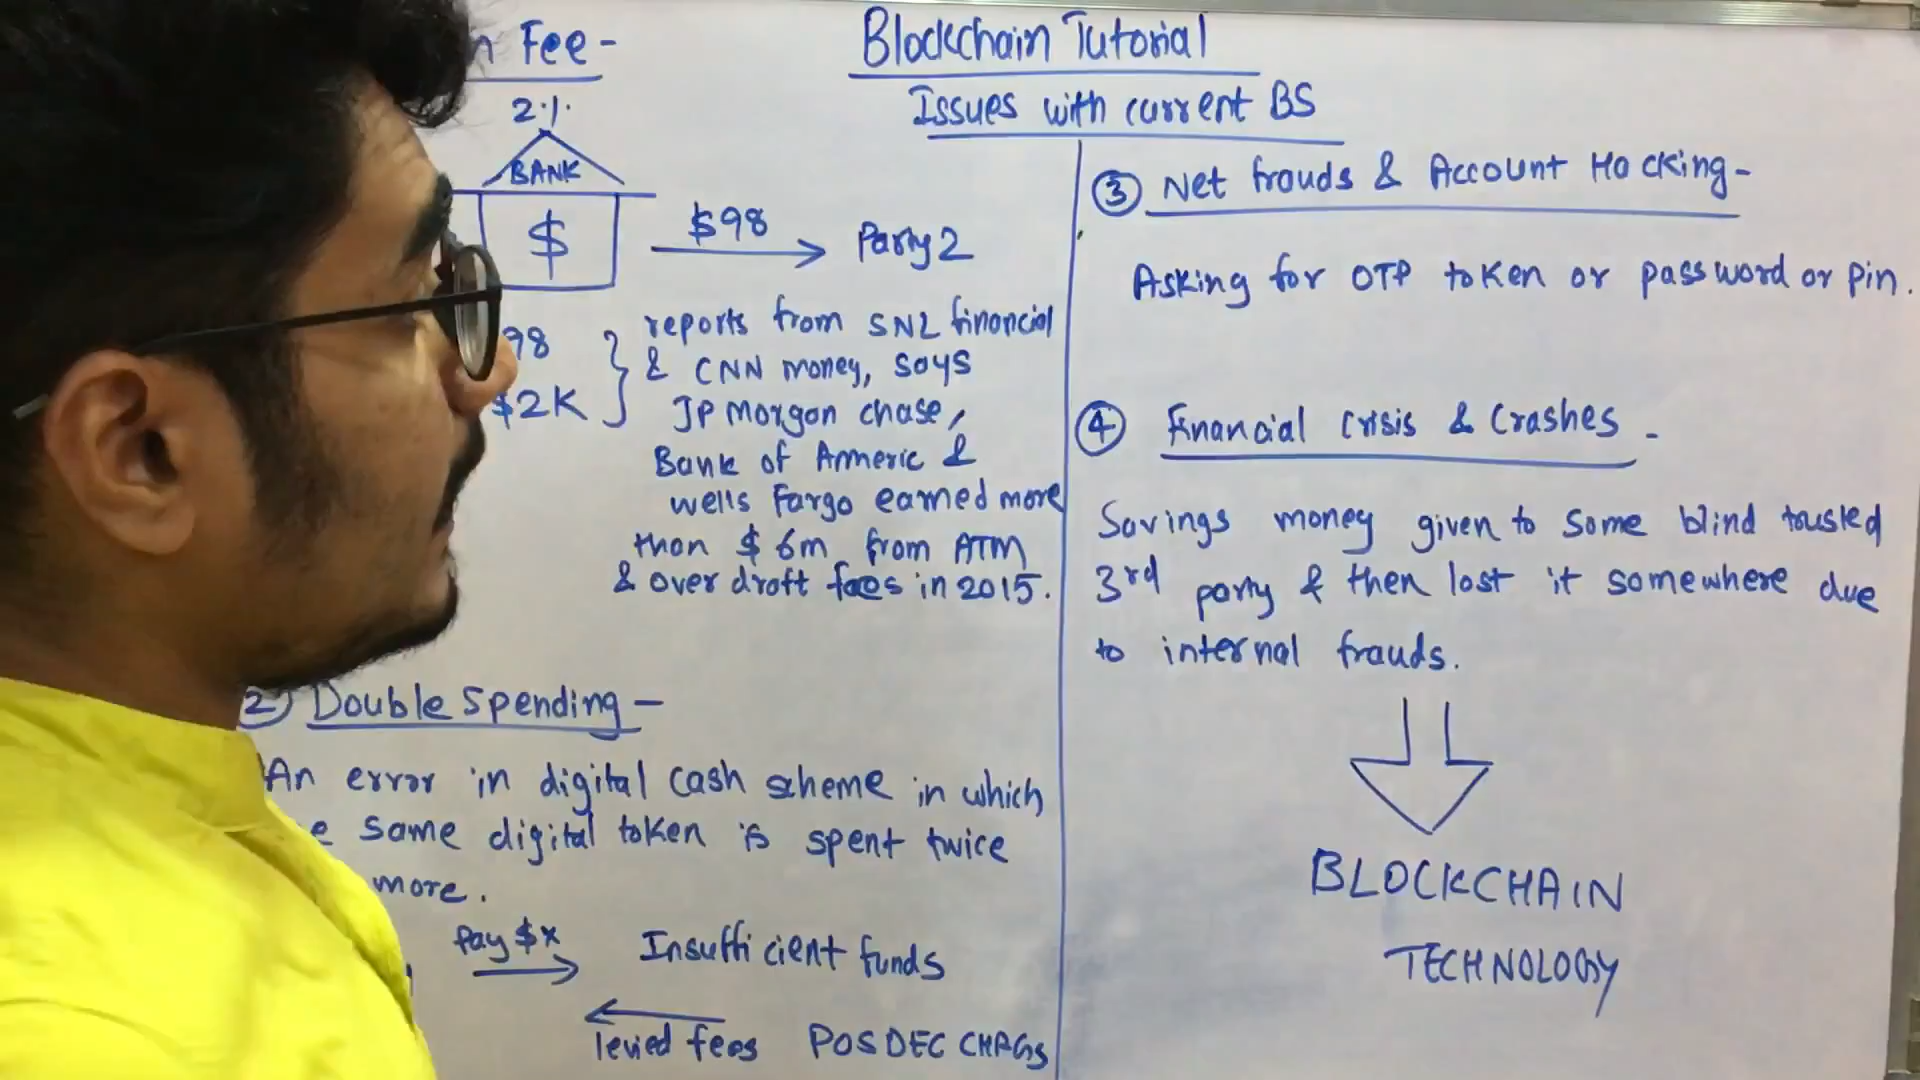 Blockchain Tutorial
Issues with current BS
n Fee-
2%
BANK
$
$98
Party 2
98
$2K
reports from SNL financial
& CNN money, says
JP morgan chase,
Bank of Americ &
wells Fargo earned more
than $6m from ATM
& over draft fees in 2015.
2) Double Spending -
An error in digital cash scheme in which
e same digital token is spent twice
more.
Pay $x
Insufficient funds
levied fees POS DEC CHRGS
③ Net frauds & Account Hacking-
Asking for OTP token or password or pin.
④ Financial crisis & Crashes -
Savings money given to some blind trusted
3rd party & then lost it somewhere due
to internal frauds.
BLOCKCHAIN
TECHNOLOGY